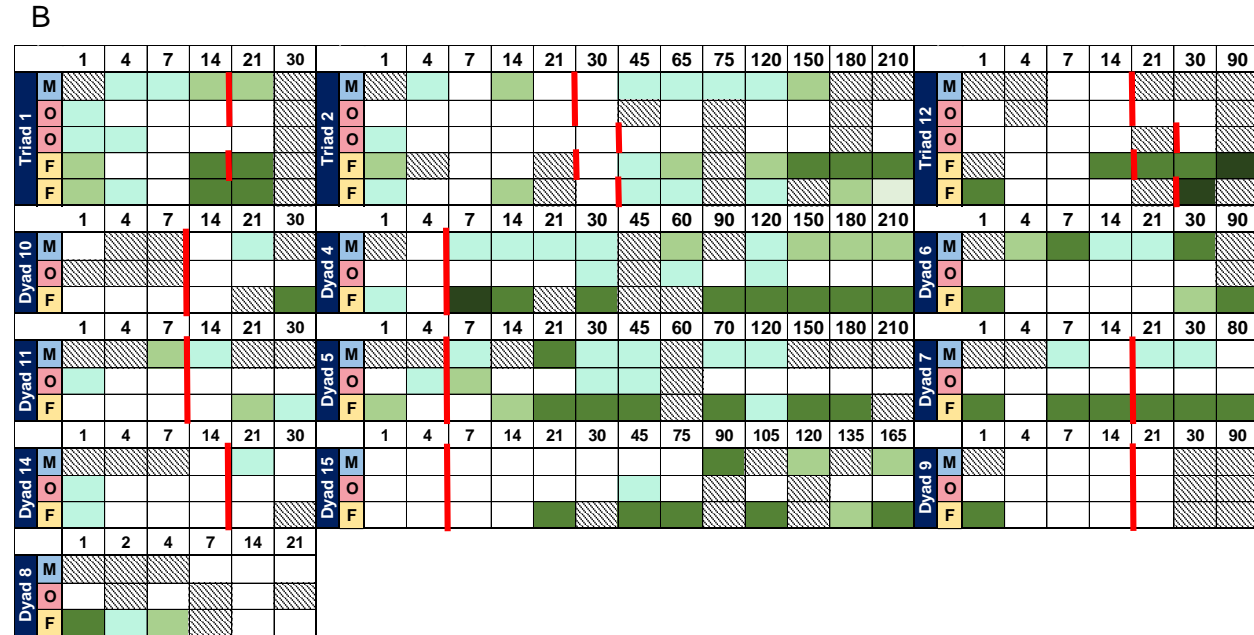 B
1 4 7 14 21 30 1 4 7 14 21 30 45 65 75 120 150 180 210 1 4 7 14 21 30 90
Triad 1 M Triad 2 M Triad 12 M
O O O
O O O
F F F
F F F
1 4 7 14 21 30 1 4 7 14 21 30 45 60 90 120 150 180 210 1 4 7 14 21 30 90
Dyad 10 M Dyad 4 M Dyad 6 M
O O O
F F F
1 4 7 14 21 30 1 4 7 14 21 30 45 60 70 120 150 180 210 1 4 7 14 21 30 80
Dyad 11 M Dyad 5 M Dyad 7 M
O O O
F F F
1 4 7 14 21 30 1 4 7 14 21 30 45 75 90 105 120 135 165 1 4 7 14 21 30 90
Dyad 14 M Dyad 15 M Dyad 9 M
O O O
F F F
1 2 4 7 14 21
Dyad 8 M
O
F